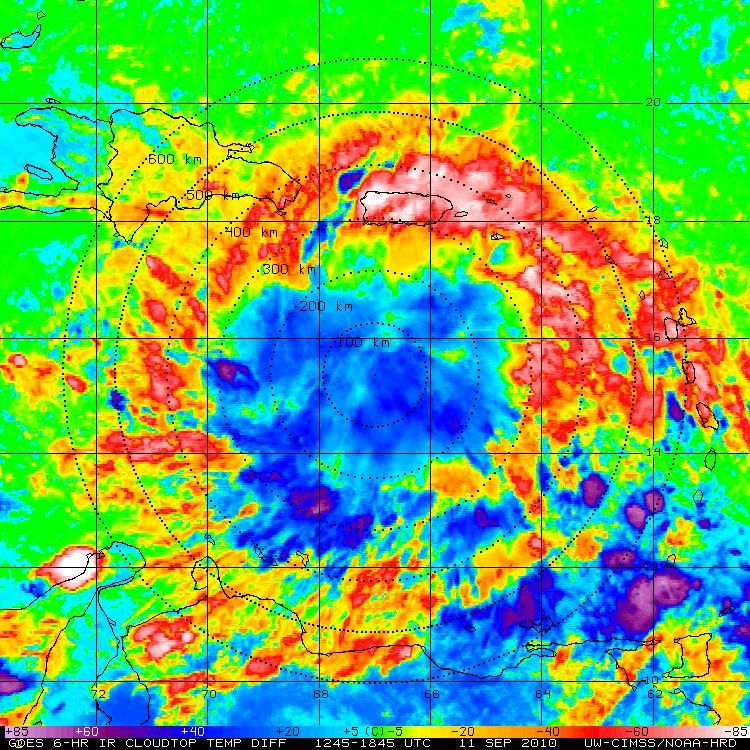 20
600 km
500 km
18
400 km
300 km
200 km
16
100 km
14
12
10
72 70 68 66 64 62
+85 +60 +40 +20 +5 (C) -5 -20 -40 -60 -85
GOES 6-HR IR CLOUDTOP TEMP DIFF 1245-1845 UTC 11 SEP 2010 UW-CIMSS/NOAA-HRD